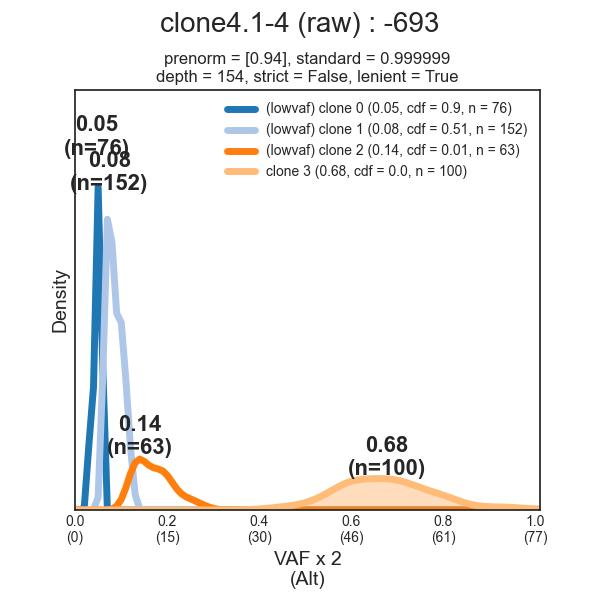 clone4.1-4 (raw) : -693
prenorm = [0.94], standard = 0.999999
depth = 154, strict = False, lenient = True
(lowvaf) clone 0 (0.05, cdf = 0.9, n = 76)
(lowvaf) clone 1 (0.08, cdf = 0.51, n = 152)
(lowvaf) clone 2 (0.14, cdf = 0.01, n = 63)
clone 3 (0.68, cdf = 0.0, n = 100)
0.05
(n=76)
0.08
(n=152)
0.14
(n=63)
0.68
(n=100)
Density
0.0 0.2 0.4 0.6 0.8 1.0
(0) (15) (30) (46) (61) (77)
VAF x 2
(Alt)